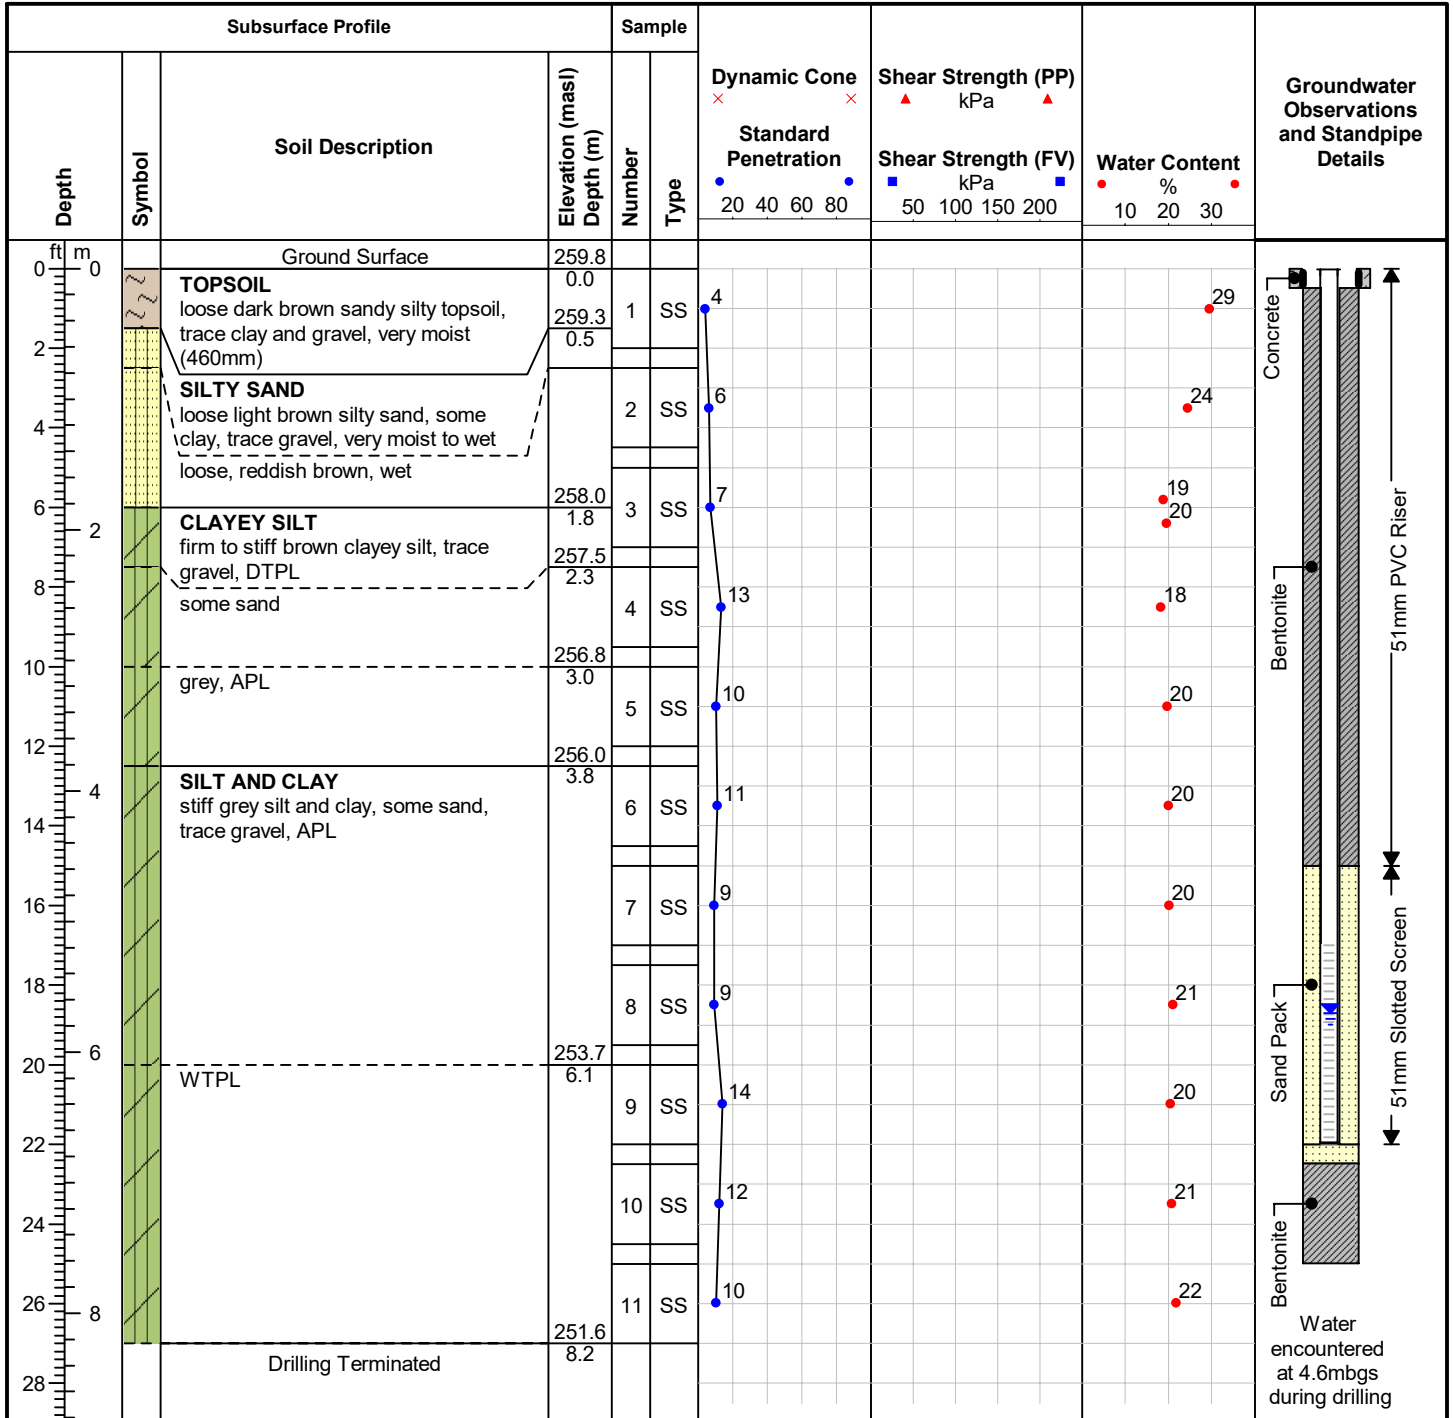 Subsurface Profile
Sample
Depth
Symbol
Soil Description
Elevation (masl)
Depth (m)
Number
Type
Dynamic Cone
Standard
Penetration
20 40 60 80
Shear Strength (PP)
kPa
Shear Strength (FV)
kPa
50 100 150 200
Water Content
%
10 20 30
Groundwater
Observations
and Standpipe
Details
ft m
Ground Surface
259.8
0 0
0.0
TOPSOIL
loose dark brown sandy silty topsoil,
trace clay and gravel, very moist
(460mm)
259.3
0.5
1 SS
4
29
2
SILTY SAND
loose light brown silty sand, some
clay, trace gravel, very moist to wet
2 SS
6
24
4
loose, reddish brown, wet
258.0
1.8
3 SS
7
19
20
6
2
CLAYEY SILT
firm to stiff brown clayey silt, trace
gravel, DTPL
257.5
2.3
8
some sand
4 SS
13
18
256.8
3.0
10
grey, APL
5 SS
10
20
12
256.0
3.8
4
SILT AND CLAY
stiff grey silt and clay, some sand,
trace gravel, APL
6 SS
11
20
14
7 SS
9
20
16
18
8 SS
9
21
253.7
6.1
20
6
WTPL
9 SS
14
20
22
10 SS
12
21
24
11 SS
10
22
26
8
251.6
8.2
Drilling Terminated
28
Concrete
Bentonite
51mm PVC Riser
Sand Pack
51mm Slotted Screen
Bentonite
Water
encountered
at 4.6mbgs
during drilling